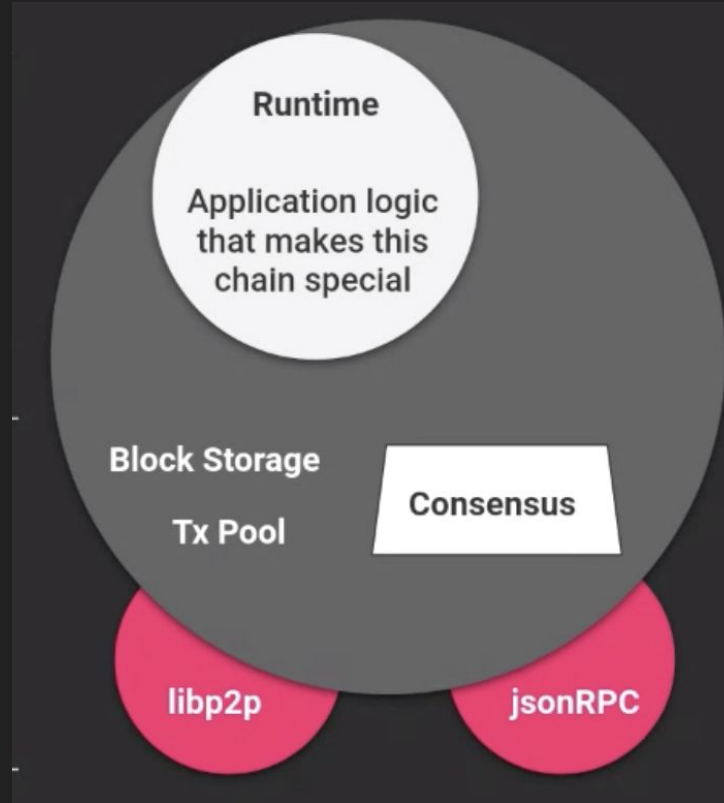 Runtime
Application logic
that makes this
chain special
Block Storage
Consensus
Tx Pool
libp2p
jsonRPC